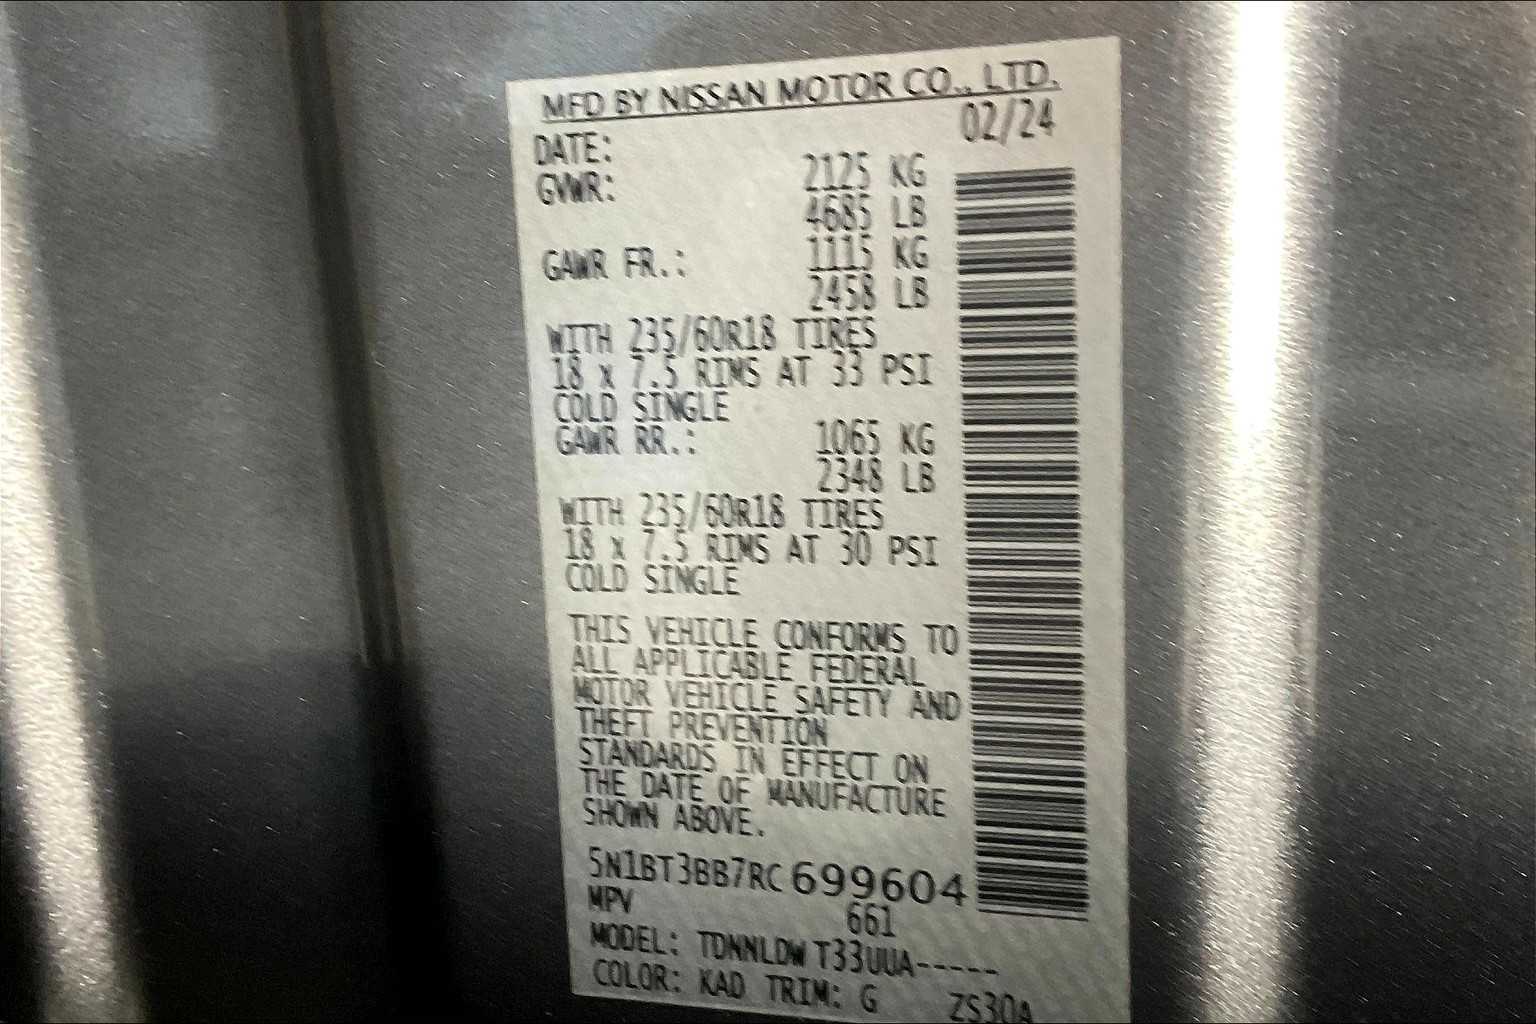 MFD BY NISSAN MOTOR CO., LTD.
DATE: 02/24
GVWR: 2125 KG
4685 LB
GAWR FR.: 1115 KG
2458 LB
WITH 235/60R18 TIRES
18 x 7.5 RIMS AT 33 PSI
COLD SINGLE
GAWR RR.: 1065 KG
2348 LB
WITH 235/60R18 TIRES
18 x 7.5 RIMS AT 30 PSI
COLD SINGLE
THIS VEHICLE CONFORMS TO
ALL APPLICABLE FEDERAL
MOTOR VEHICLE SAFETY AND
THEFT PREVENTION
STANDARDS IN EFFECT ON
THE DATE OF MANUFACTURE
SHOWN ABOVE.
5N1BT3BB7RC699604
MPV 661
MODEL: TDNNLDW T33UUA-----
COLOR: KAD TRIM: G ZS30A